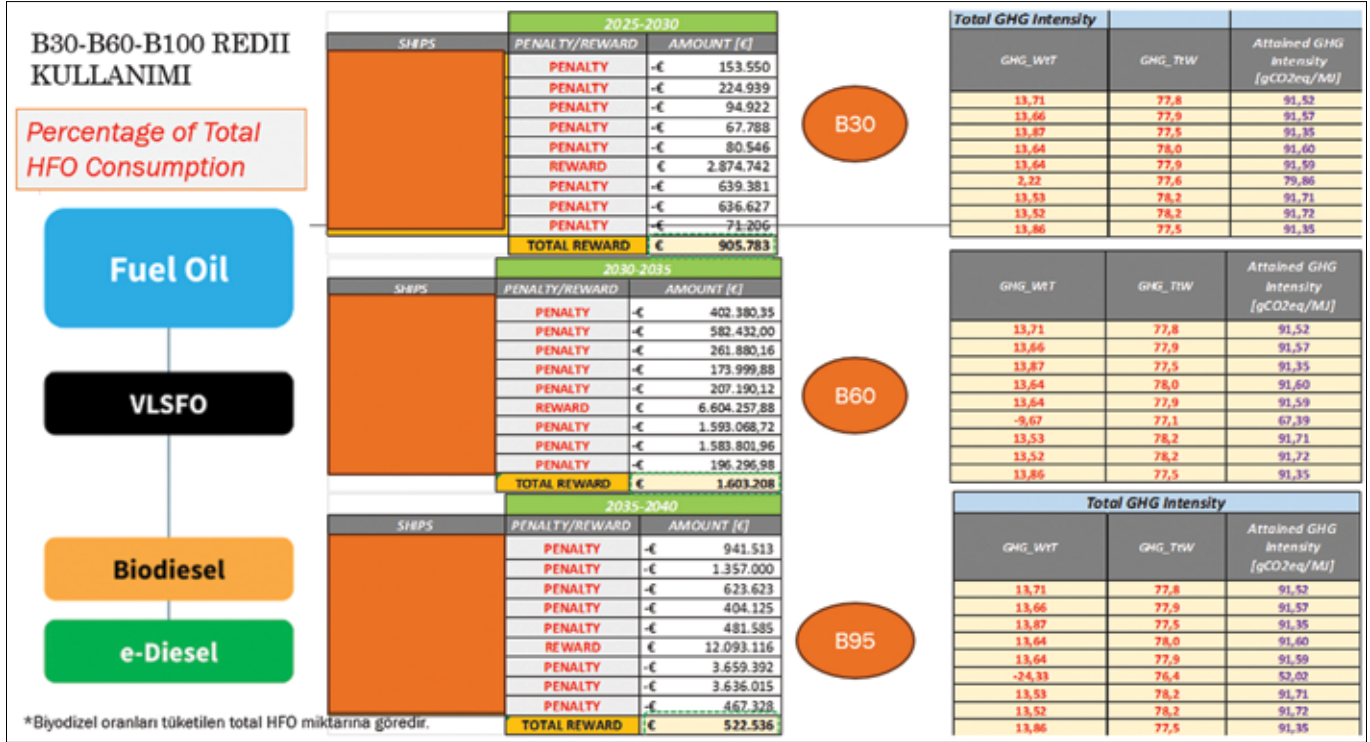 B30-B60-B100 REDII
KULLANIMI
Percentage of Total
HFO Consumption
Fuel Oil
VLSFO
Biodiesel
e-Diesel
*Biyodizel oranları tüketilen total HFO miktarına göredir.
2025-2030
SHIPS PENALTY/REWARD AMOUNT [€]
PENALTY -€ 153.550
PENALTY -€ 224.939
PENALTY -€ 94.922
PENALTY -€ 67.788
PENALTY -€ 80.546
REWARD € 2.874.742
PENALTY -€ 639.381
PENALTY -€ 636.627
PENALTY -€ 71.206
TOTAL REWARD € 905.783
B30
Total GHG Intensity
GHG_WtT GHG_TtW Attained GHG
Intensity
[gCO2eq/MJ]
13,71 77,8 91,52
13,66 77,9 91,57
13,87 77,5 91,35
13,64 78,0 91,60
13,64 77,9 91,59
2,22 77,6 79,86
13,53 78,2 91,71
13,52 78,2 91,72
13,86 77,5 91,35
2030-2035
SHIPS PENALTY/REWARD AMOUNT [€]
PENALTY -€ 402.380,35
PENALTY -€ 582.432,00
PENALTY -€ 261.880,16
PENALTY -€ 173.999,88
PENALTY -€ 207.190,12
REWARD € 6.604.257,88
PENALTY -€ 1.593.068,72
PENALTY -€ 1.583.801,96
PENALTY -€ 196.296,98
TOTAL REWARD € 1.603.208
B60
GHG_WtT GHG_TtW Attained GHG
Intensity
[gCO2eq/MJ]
13,71 77,8 91,52
13,66 77,9 91,57
13,87 77,5 91,35
13,64 78,0 91,60
13,64 77,9 91,59
-9,67 77,1 67,39
13,53 78,2 91,71
13,52 78,2 91,72
13,86 77,5 91,35
2035-2040
SHIPS PENALTY/REWARD AMOUNT [€]
PENALTY -€ 941.513
PENALTY -€ 1.357.000
PENALTY -€ 623.623
PENALTY -€ 404.125
PENALTY -€ 481.585
REWARD € 12.093.116
PENALTY -€ 3.659.392
PENALTY -€ 3.636.015
PENALTY -€ 467.328
TOTAL REWARD € 522.536
B95
Total GHG Intensity
GHG_WtT GHG_TtW Attained GHG
Intensity
[gCO2eq/MJ]
13,71 77,8 91,52
13,66 77,9 91,57
13,87 77,5 91,35
13,64 78,0 91,60
13,64 77,9 91,59
-24,33 76,4 52,02
13,53 78,2 91,71
13,52 78,2 91,72
13,86 77,5 91,35